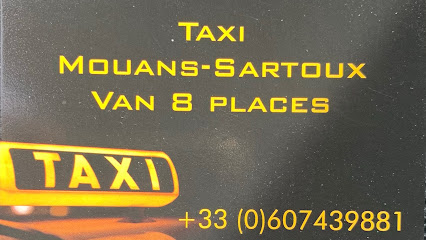 Taxi
Mouans-Sartoux
Van 8 places
TAXI
+33 (0)607439881